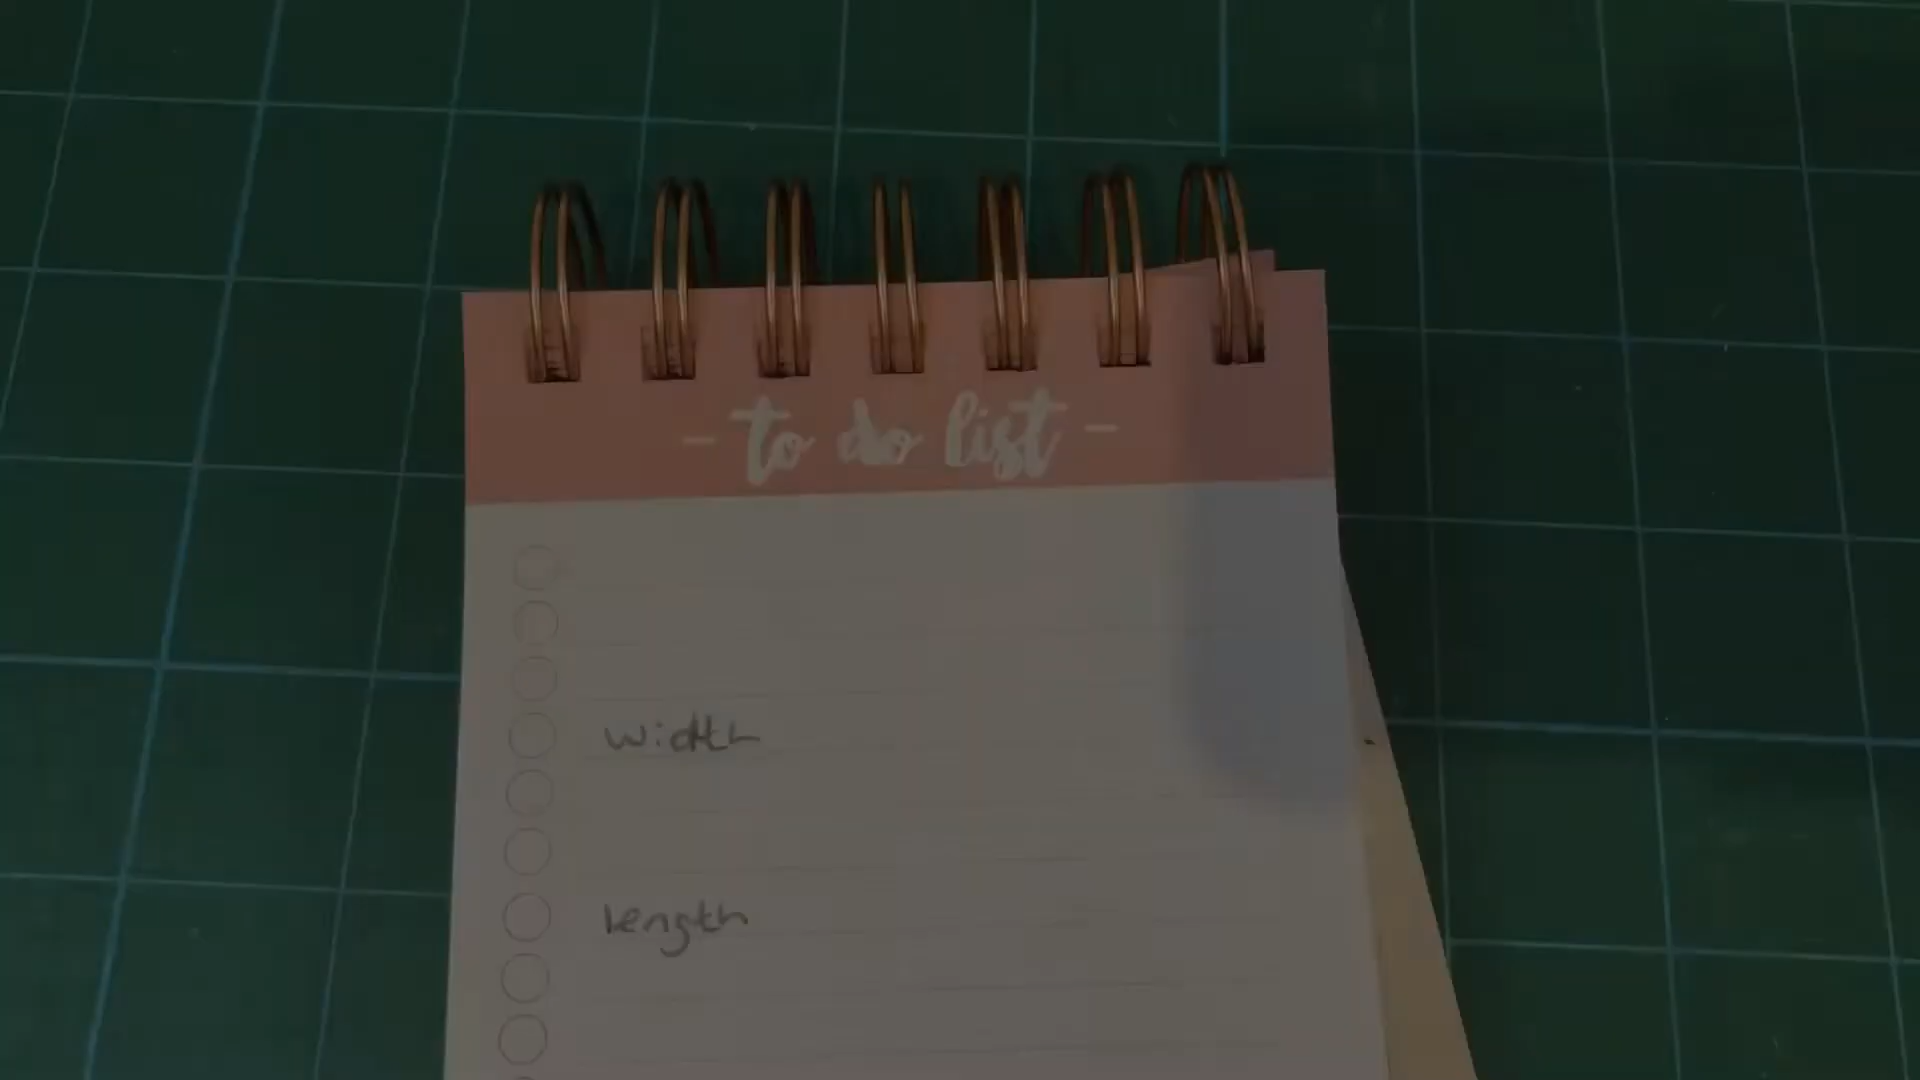 - to do list -
width
length